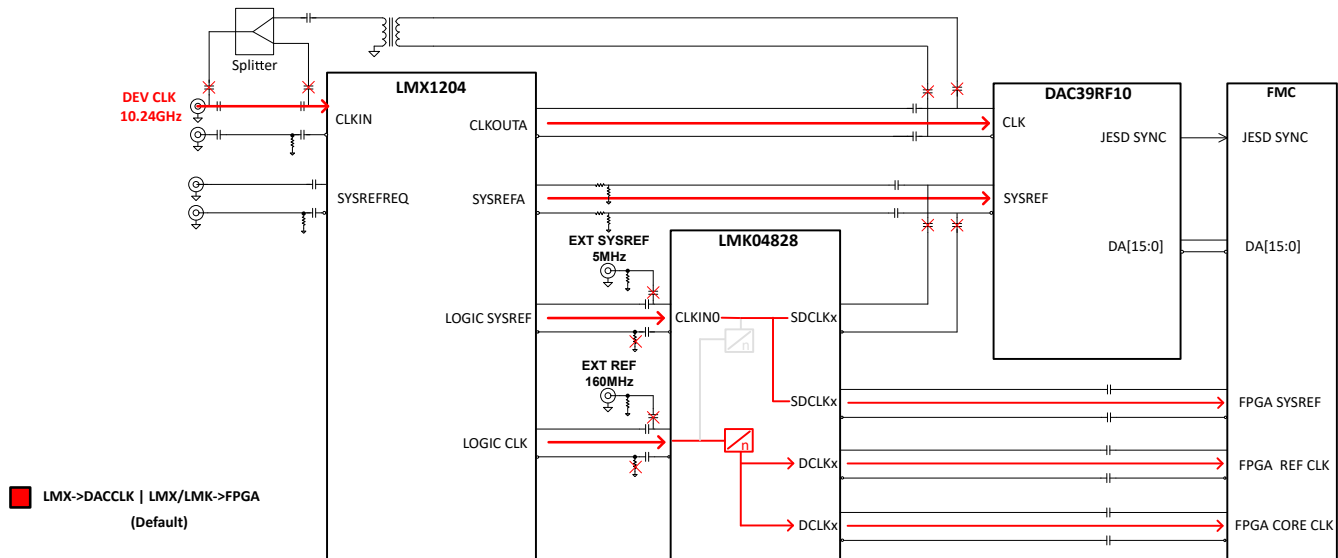 Splitter
DEV CLK
10.24GHz
LMX1204
CLKIN
CLKOUTA
SYSREFREQ
SYSREFA
LOGIC SYSREF
LOGIC CLK
EXT SYSREF
5MHz
EXT REF
160MHz
LMK04828
CLKIN0
SDCLKx
n
SDCLKx
n
DCLKx
DCLKx
DAC39RF10
CLK
JESD SYNC
SYSREF
DA[15:0]
FMC
JESD SYNC
DA[15:0]
FPGA SYSREF
FPGA REF CLK
FPGA CORE CLK
LMX->DACCLK | LMX/LMK->FPGA
(Default)